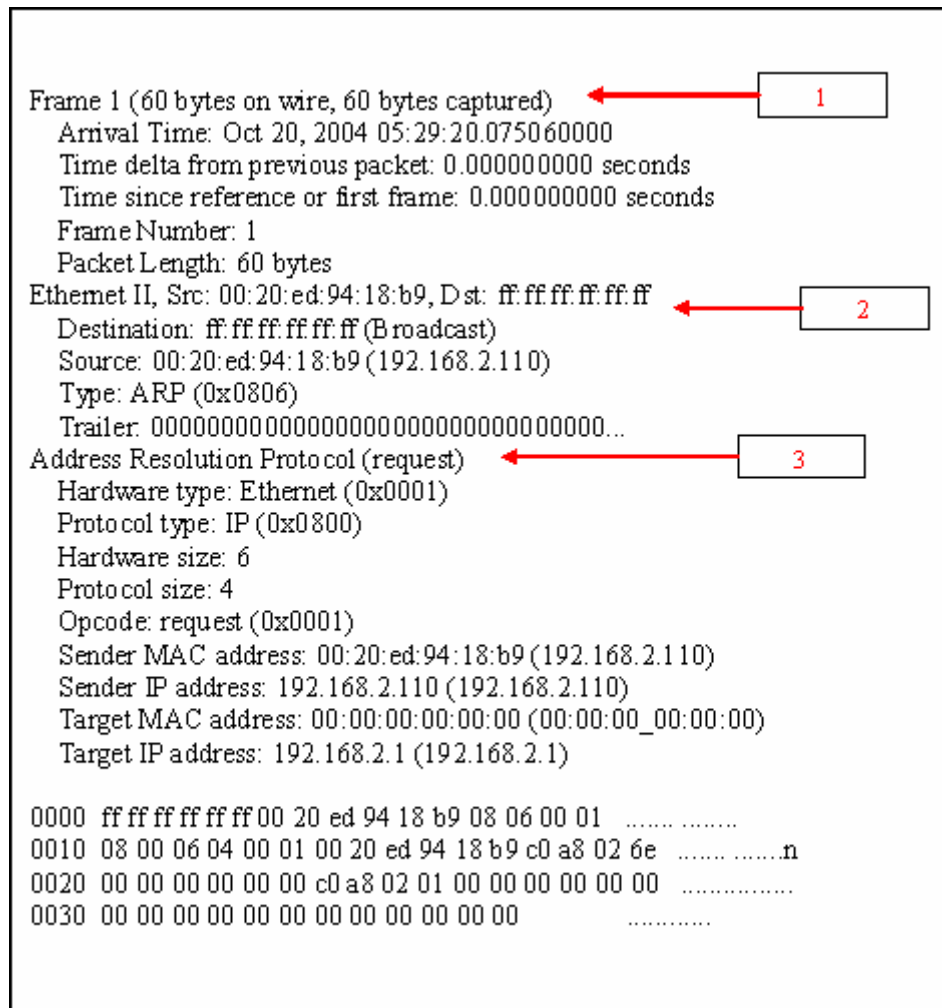 Frame 1 (60 bytes on wire, 60 bytes captured) 1
Arrival Time: Oct 20, 2004 05:29:20.075060000
Time delta from previous packet: 0.000000000 seconds
Time since reference or first frame: 0.000000000 seconds
Frame Number: 1
Packet Length: 60 bytes
Ethernet II, Src: 00:20:ed:94:18:b9, Dst: ff:ff:ff:ff:ff:ff 2
Destination: ff:ff:ff:ff:ff:ff (Broadcast)
Source: 00:20:ed:94:18:b9 (192.168.2.110)
Type: ARP (0x0806)
Trailer: 00000000000000000000000000000000...
Address Resolution Protocol (request) 3
Hardware type: Ethernet (0x0001)
Protocol type: IP (0x0800)
Hardware size: 6
Protocol size: 4
Opcode: request (0x0001)
Sender MAC address: 00:20:ed:94:18:b9 (192.168.2.110)
Sender IP address: 192.168.2.110 (192.168.2.110)
Target MAC address: 00:00:00:00:00:00 (00:00:00_00:00:00)
Target IP address: 192.168.2.1 (192.168.2.1)
0000 ff ff ff ff ff ff 00 20 ed 94 18 b9 08 06 00 01 ....... ........
0010 08 00 06 04 00 01 00 20 ed 94 18 b9 c0 a8 02 6e ....... .......n
0020 00 00 00 00 00 00 c0 a8 02 01 00 00 00 00 00 00 ................
0030 00 00 00 00 00 00 00 00 00 00 00 00 ............